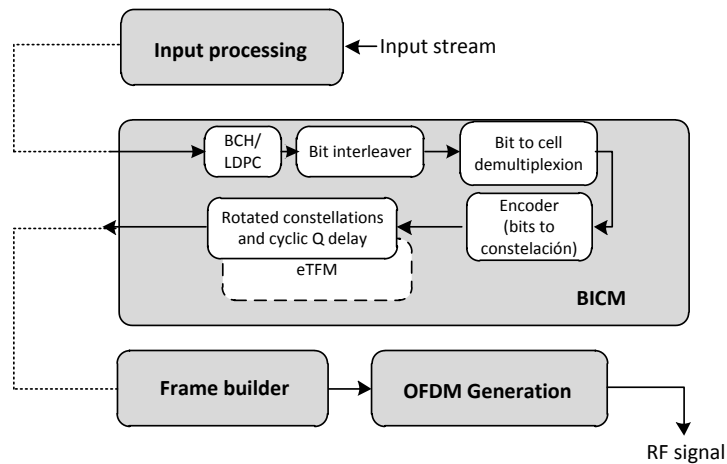 Input processing
Input stream
BCH/
LDPC
Bit interleaver
Bit to cell
demultiplexion
Rotated constellations
and cyclic Q delay
eTFM
Encoder
(bits to
constelación)
BICM
Frame builder
OFDM Generation
RF signal